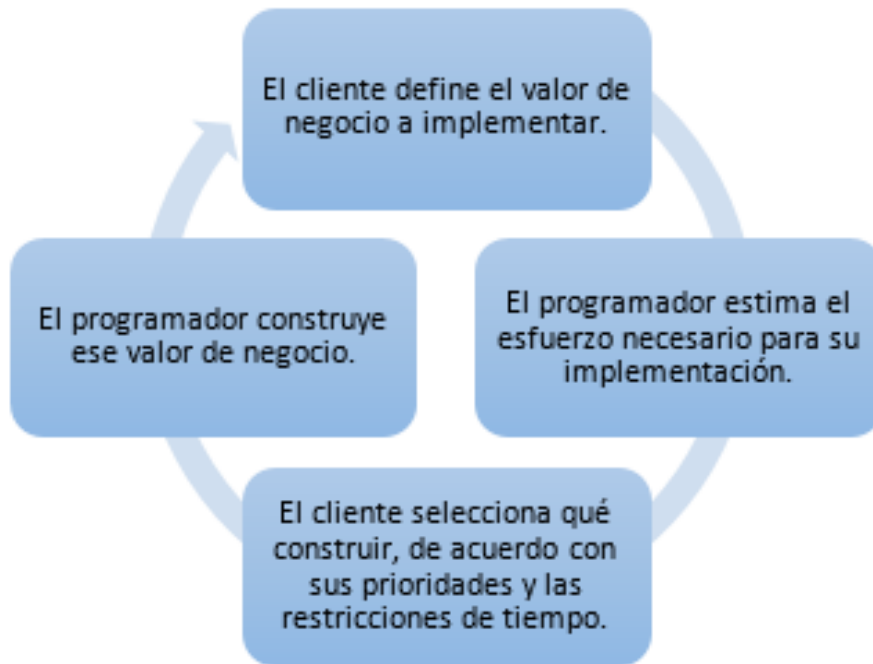 El cliente define el valor de
negocio a implementar.
El programador estima el
esfuerzo necesario para su
implementación.
El cliente selecciona qué
construir, de acuerdo con
sus prioridades y las
restricciones de tiempo.
El programador construye
ese valor de negocio.